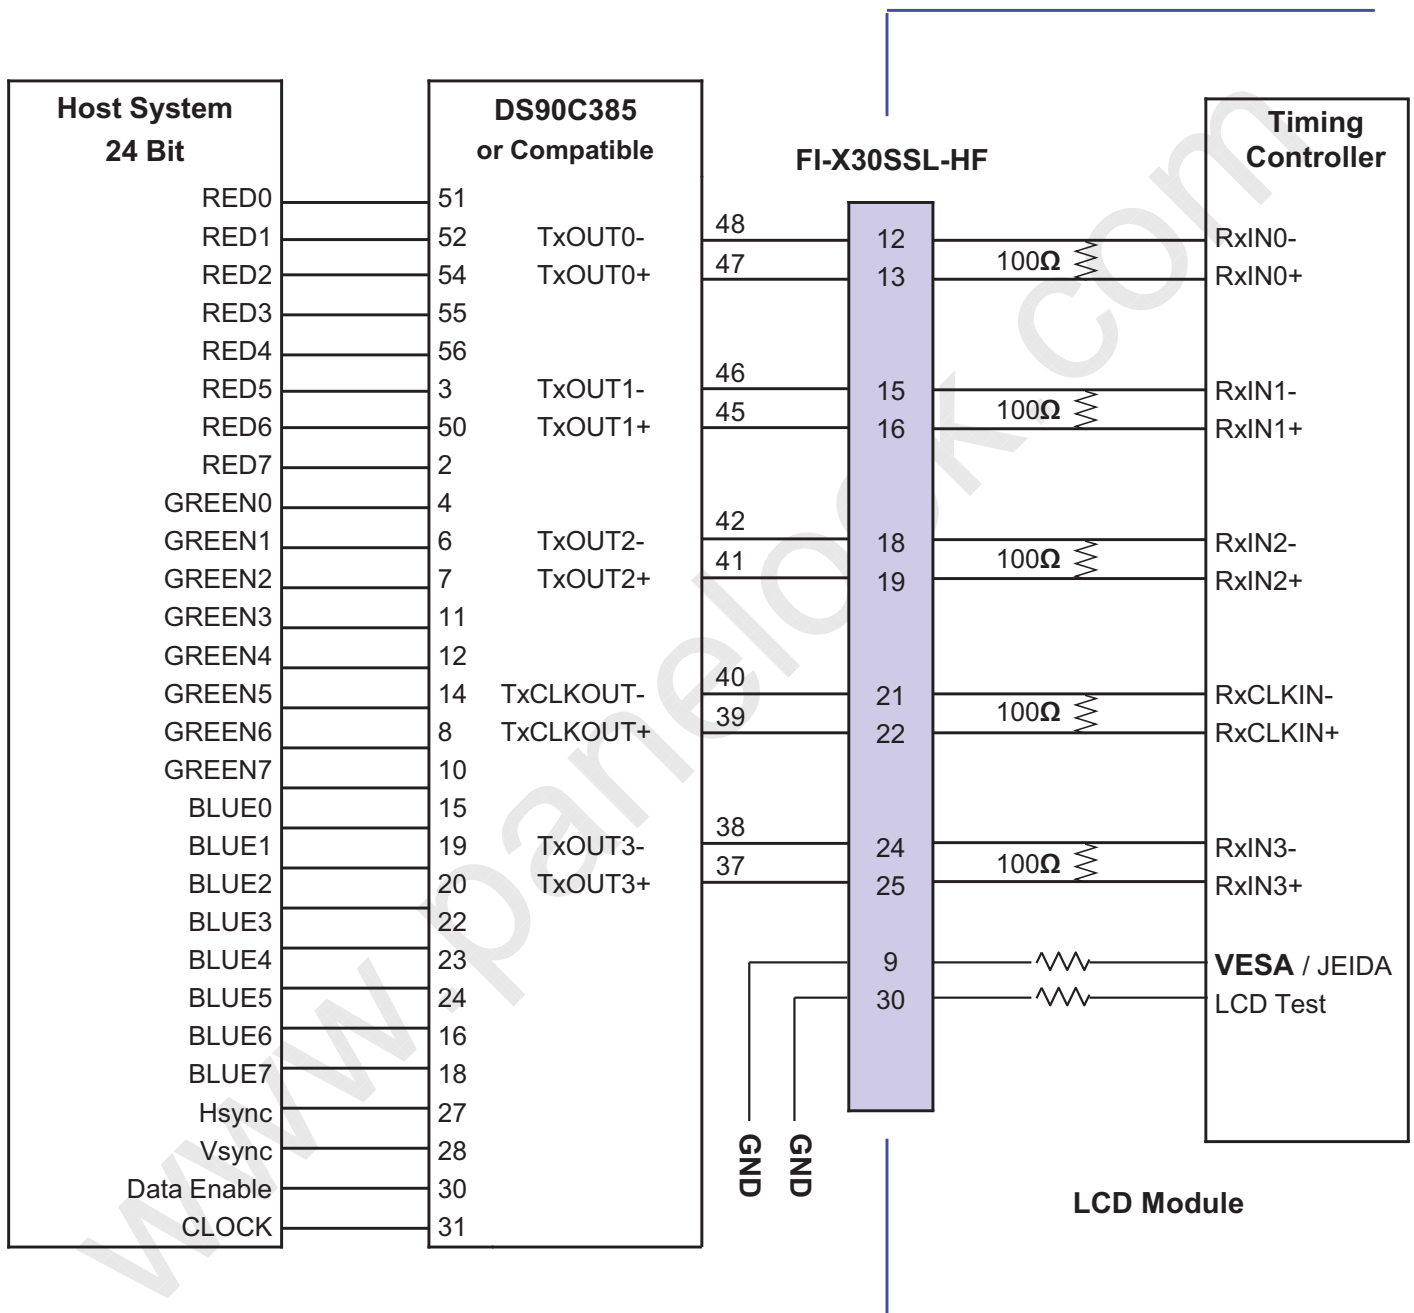 Host System
24 Bit
RED0
RED1
RED2
RED3
RED4
RED5
RED6
RED7
GREEN0
GREEN1
GREEN2
GREEN3
GREEN4
GREEN5
GREEN6
GREEN7
BLUE0
BLUE1
BLUE2
BLUE3
BLUE4
BLUE5
BLUE6
BLUE7
Hsync
Vsync
Data Enable
CLOCK
DS90C385
or Compatible
51
52
54
55
56
3
50
2
4
6
7
11
12
14
8
10
15
19
20
22
23
24
16
18
27
28
30
31
TxOUT0-
TxOUT0+
TxOUT1-
TxOUT1+
TxOUT2-
TxOUT2+
TxCLKOUT-
TxCLKOUT+
TxOUT3-
TxOUT3+
48
47
46
45
42
41
40
39
38
37
GND
GND
FI-X30SSL-HF
12
13
15
16
18
19
21
22
24
25
9
30
100Ω
100Ω
100Ω
100Ω
100Ω
Timing
Controller
RxIN0-
RxIN0+
RxIN1-
RxIN1+
RxIN2-
RxIN2+
RxCLKIN-
RxCLKIN+
RxIN3-
RxIN3+
VESA / JEIDA
LCD Test
LCD Module
www.panelook.com